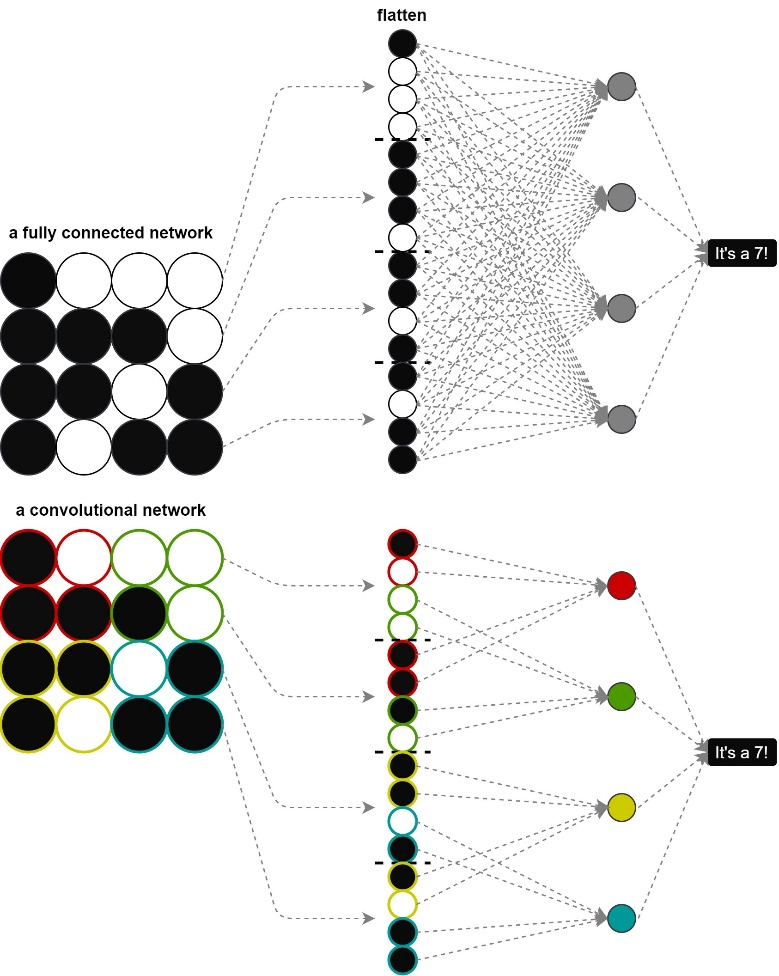 flatten
a fully connected network
It's a 7!
a convolutional network
It's a 7!